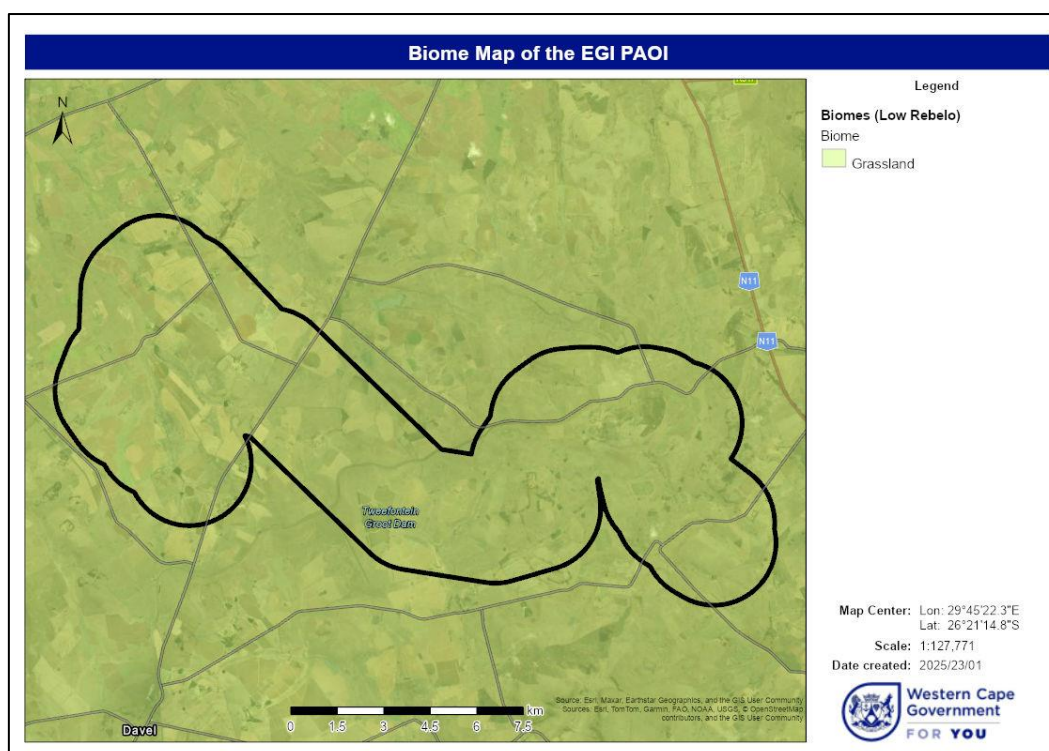 Biome Map of the EGI PAOI
N
N11
N11
Tweefontein
Groot Dam
Davel
0 1.5 3 4.5 6 7.5 km
Source: Esri, Maxar, Earthstar Geographics, and the GIS User Community
Sources: Esri, TomTom, Garmin, FAO, NOAA, USGS, © OpenStreetMap
contributors, and the GIS User Community
Legend
Biomes (Low Rebelo)
Biome
Grassland
Map Center: Lon: 29°45'22.3"E
Lat: 26°21'14.8"S
Scale: 1:127,771
Date created: 2025/23/01
Western Cape
Government
FOR YOU